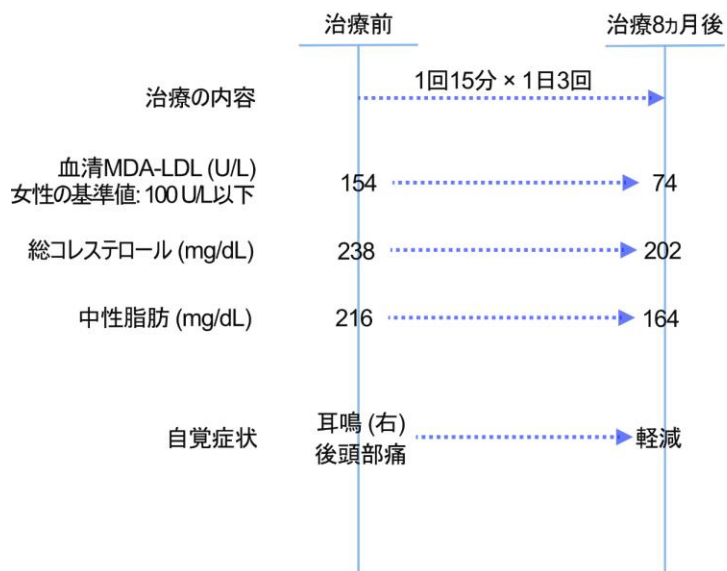 治療前
治療8ヵ月後
治療の内容
1回15分 × 1日3回
血清MDA-LDL (U/L)
女性の基準値: 100 U/L以下
154
74
総コレステロール (mg/dL)
238
202
中性脂肪 (mg/dL)
216
164
自覚症状
耳鳴 (右)
後頭部痛
軽減